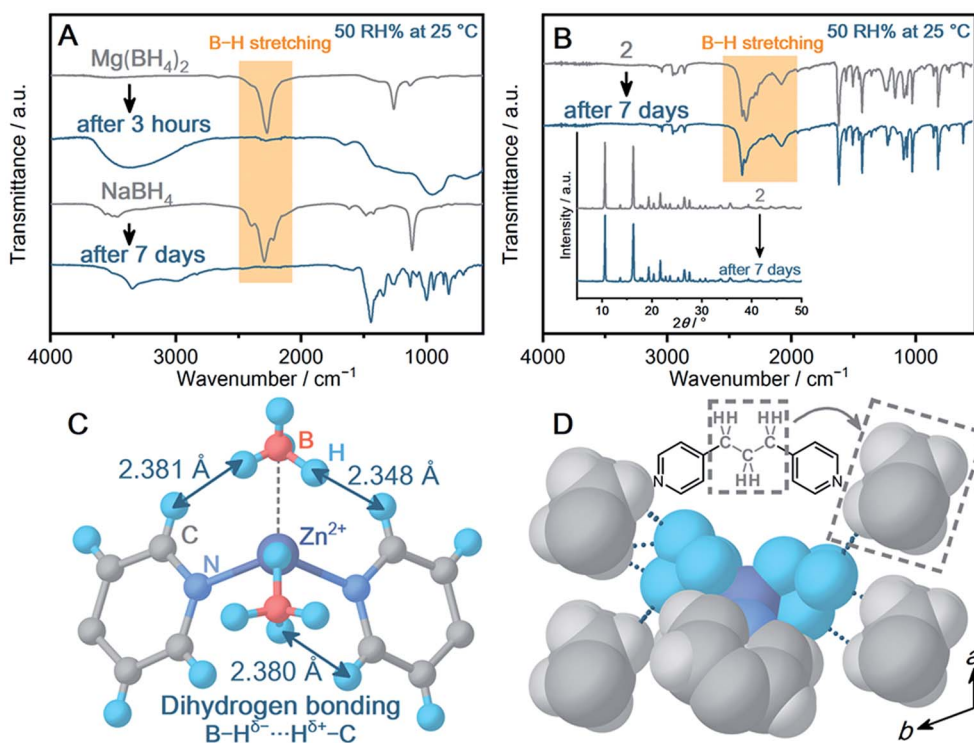 A
50 RH% at 25 °C
B–H stretching
Mg(BH₄)₂
after 3 hours
NaBH₄
after 7 days
Transmittance / a.u.
4000 3000 2000 1000
Wavenumber / cm⁻¹
B
50 RH% at 25 °C
B–H stretching
2
after 7 days
Transmittance / a.u.
Intensity / a.u.
2
after 7 days
10 20 30 40 50
2θ / °
4000 3000 2000 1000
Wavenumber / cm⁻¹
C
B
H
2.381 Å
2.348 Å
C
Zn²⁺
N
2.380 Å
Dihydrogen bonding
B–Hᵟ⁻···Hᵟ⁺–C
D
HH HH
C C
C
HH
N N
a
b